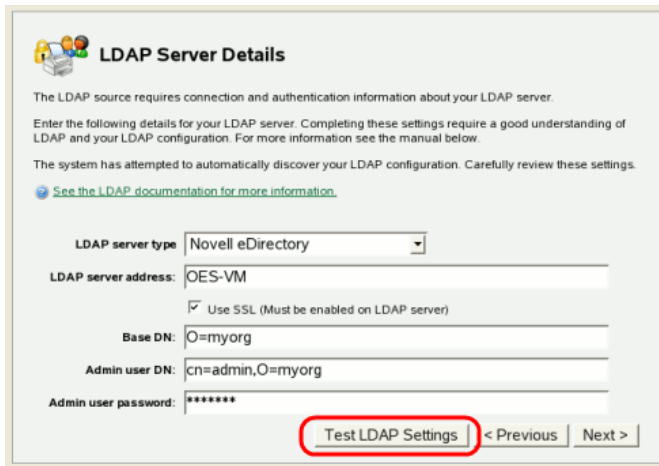 LDAP Server Details
The LDAP source requires connection and authentication information about your LDAP server.
Enter the following details for your LDAP server. Completing these settings require a good understanding of
LDAP and your LDAP configuration. For more information see the manual below.
The system has attempted to automatically discover your LDAP configuration. Carefully review these settings.
See the LDAP documentation for more information.
LDAP server type Novell eDirectory
LDAP server address: OES-VM
Use SSL (Must be enabled on LDAP server)
Base DN: O=myorg
Admin user DN: cn=admin,O=myorg
Admin user password: *******
Test LDAP Settings < Previous Next >